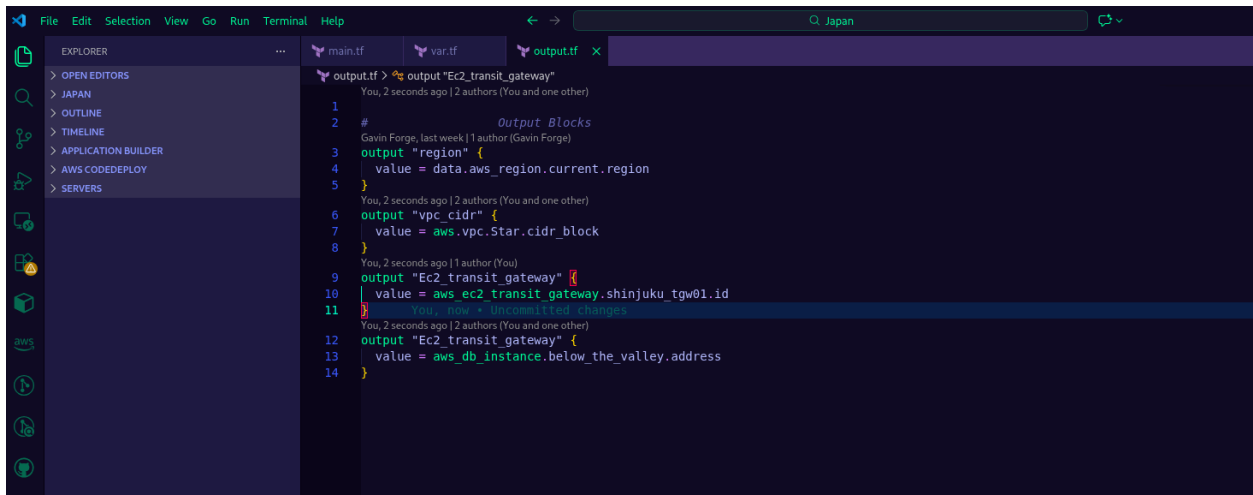 File Edit Selection View Go Run Terminal Help
Japan
EXPLORER
OPEN EDITORS
JAPAN
OUTLINE
TIMELINE
APPLICATION BUILDER
AWS CODEDEPLOY
SERVERS
aws
main.tf var.tf output.tf
output.tf > output "Ec2_transit_gateway"
You, 2 seconds ago | 2 authors (You and one other)
1
2 # Output Blocks
Gavin Forge, last week | 1 author (Gavin Forge)
3 output "region" {
4 value = data.aws_region.current.region
5 }
You, 2 seconds ago | 2 authors (You and one other)
6 output "vpc_cidr" {
7 value = aws.vpc.Star.cidr_block
8 }
You, 2 seconds ago | 1 author (You)
9 output "Ec2_transit_gateway" {
10 value = aws_ec2_transit_gateway.shinjuku_tgw01.id
11 } You, now • Uncommitted changes
You, 2 seconds ago | 2 authors (You and one other)
12 output "Ec2_transit_gateway" {
13 value = aws_db_instance.below_the_valley.address
14 }